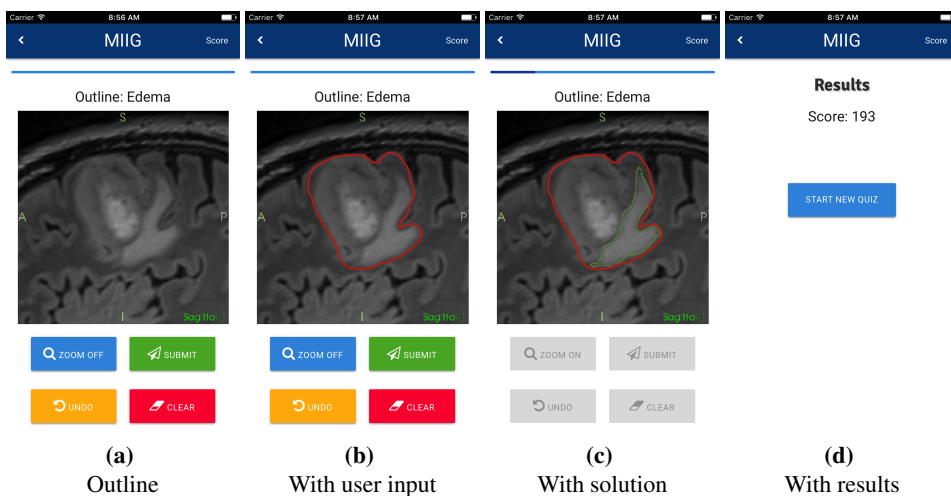 Carrier 8:56 AM
MIIG Score
Outline: Edema
S
A P
I
Sagittal
ZOOM OFF SUBMIT
UNDO CLEAR
(a)
Outline
Carrier 8:57 AM
MIIG Score
Outline: Edema
S
A P
I
Sagittal
ZOOM OFF SUBMIT
UNDO CLEAR
(b)
With user input
Carrier 8:57 AM
MIIG Score
Outline: Edema
S
A P
I
Sagittal
ZOOM ON SUBMIT
UNDO CLEAR
(c)
With solution
Carrier 8:57 AM
MIIG Score
Results
Score: 193
START NEW QUIZ
(d)
With results